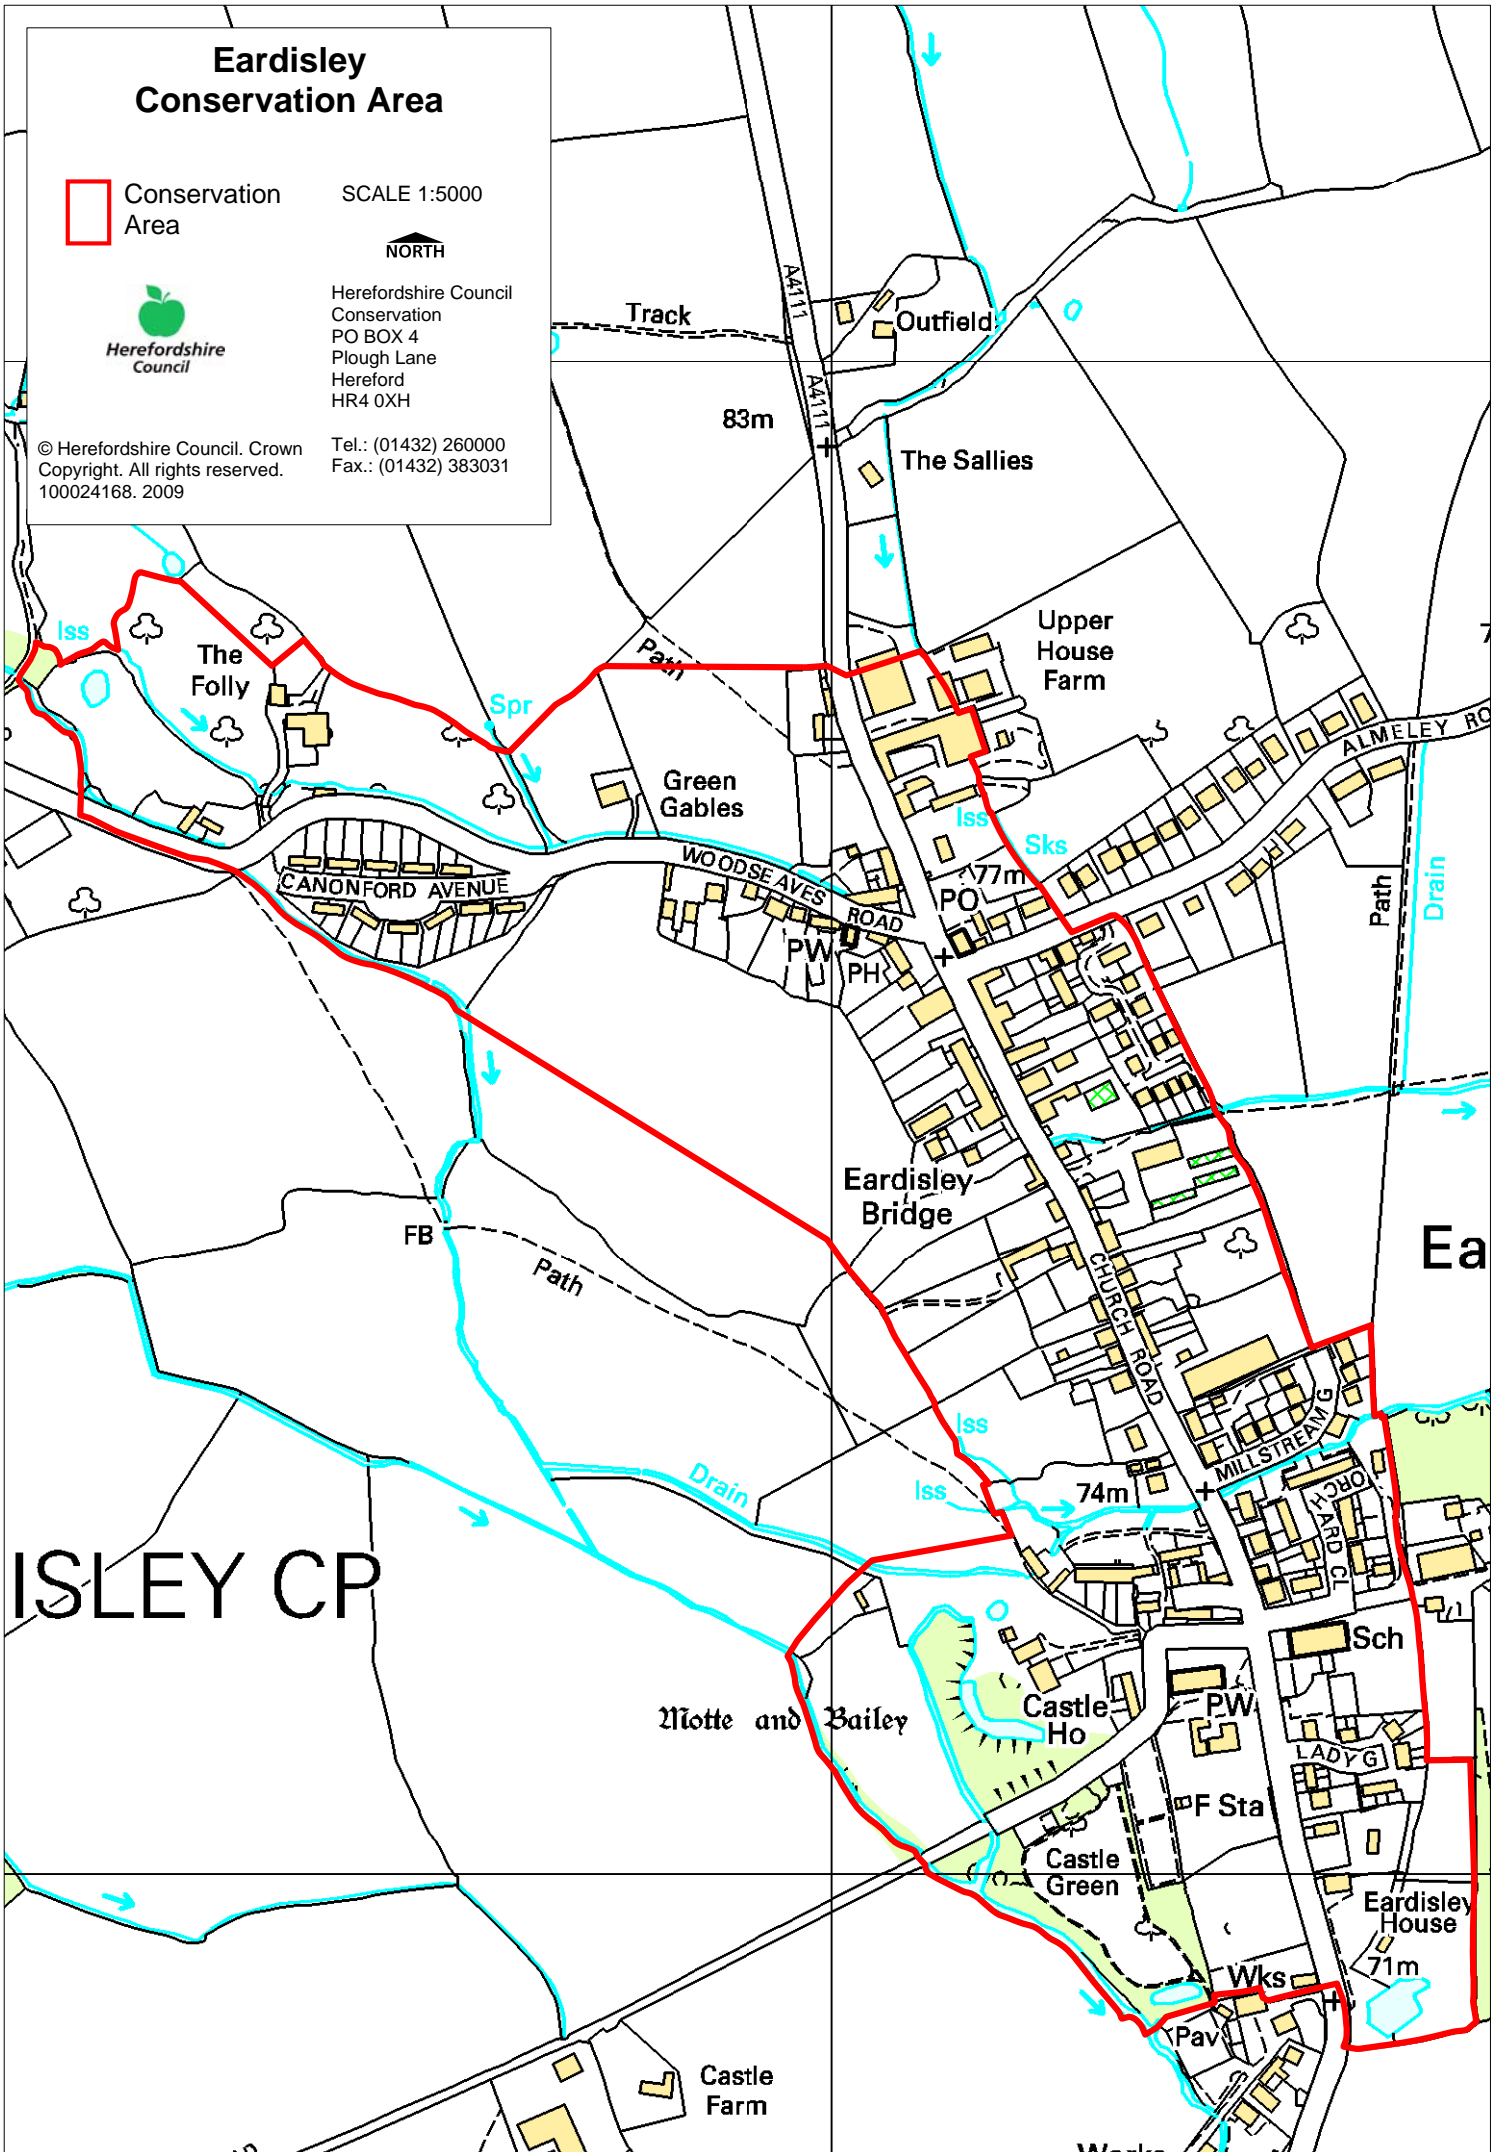 Eardisley
Conservation Area
Conservation
Area
SCALE 1:5000
NORTH
Herefordshire
Council
Herefordshire Council
Conservation
PO BOX 4
Plough Lane
Hereford
HR4 0XH
Tel.: (01432) 260000
Fax.: (01432) 383031
© Herefordshire Council. Crown
Copyright. All rights reserved.
100024168. 2009
Track
A4111
Outfield
A4111
83m
The Sallies
Iss
The
Folly
Path
Upper
House
Farm
7
Spr
Green
Gables
ALMELEY RO
Iss
Sks
CANONFORD AVENUE
WOODSEAVES ROAD
77m
PO
PW
PH
Path
Drain
Eardisley
Bridge
FB
Path
Ea
CHURCH ROAD
Iss
MILLSTREAM G
Drain
Iss
74m
ORCHARD CL
ISLEY CP
Sch
Motte and Bailey
Castle
Ho
PW
LADY G
F Sta
Castle
Green
Eardisley
House
71m
Wks
Pav
Castle
Farm
Works